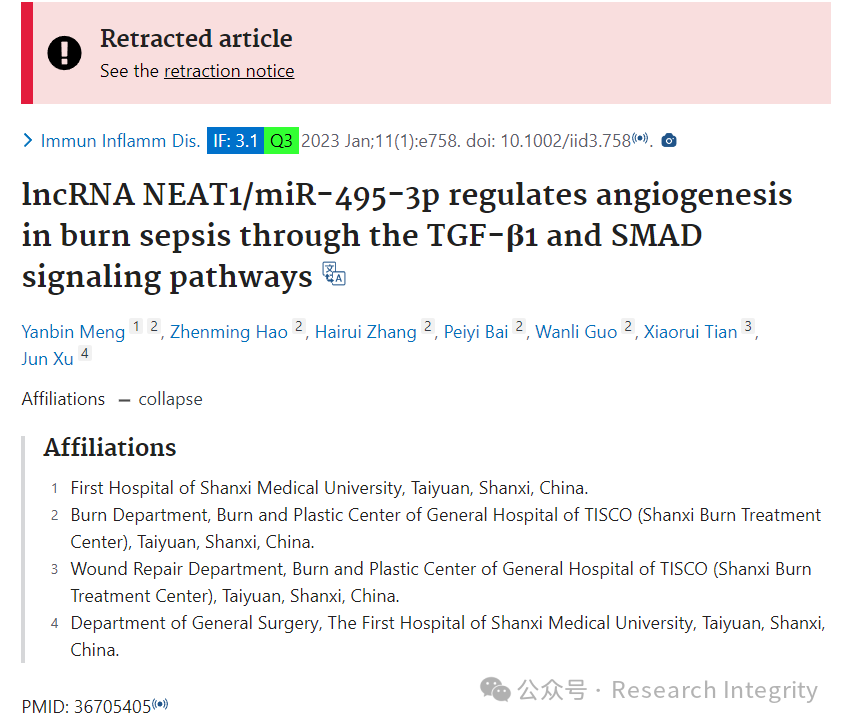 Retracted article
See the retraction notice
Immun Inflamm Dis. IF: 3.1 Q3 2023 Jan;11(1):e758. doi: 10.1002/iid3.758.
lncRNA NEAT1/miR-495-3p regulates angiogenesis
in burn sepsis through the TGF-β1 and SMAD
signaling pathways
Yanbin Meng 1 2, Zhenming Hao 2, Hairui Zhang 2, Peiyi Bai 2, Wanli Guo 2, Xiaorui Tian 3,
Jun Xu 4
Affiliations — collapse
Affiliations
1 First Hospital of Shanxi Medical University, Taiyuan, Shanxi, China.
2 Burn Department, Burn and Plastic Center of General Hospital of TISCO (Shanxi Burn Treatment
Center), Taiyuan, Shanxi, China.
3 Wound Repair Department, Burn and Plastic Center of General Hospital of TISCO (Shanxi Burn
Treatment Center), Taiyuan, Shanxi, China.
4 Department of General Surgery, The First Hospital of Shanxi Medical University, Taiyuan, Shanxi,
China.
公众号 · Research Integrity
PMID: 36705405